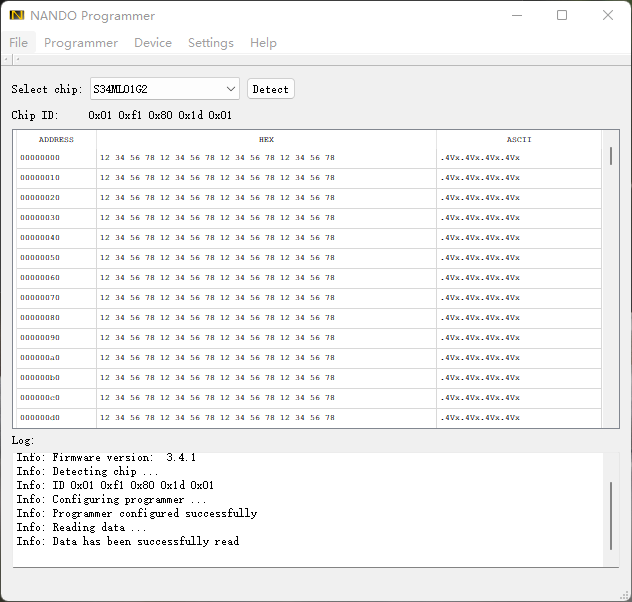 NANDO Programmer
File Programmer Device Settings Help
Select chip: S34ML01G2 Detect
Chip ID: 0x01 0xf1 0x80 0x1d 0x01
ADDRESS HEX ASCII
00000000 12 34 56 78 12 34 56 78 12 34 56 78 12 34 56 78 .4Vx.4Vx.4Vx.4Vx
00000010 12 34 56 78 12 34 56 78 12 34 56 78 12 34 56 78 .4Vx.4Vx.4Vx.4Vx
00000020 12 34 56 78 12 34 56 78 12 34 56 78 12 34 56 78 .4Vx.4Vx.4Vx.4Vx
00000030 12 34 56 78 12 34 56 78 12 34 56 78 12 34 56 78 .4Vx.4Vx.4Vx.4Vx
00000040 12 34 56 78 12 34 56 78 12 34 56 78 12 34 56 78 .4Vx.4Vx.4Vx.4Vx
00000050 12 34 56 78 12 34 56 78 12 34 56 78 12 34 56 78 .4Vx.4Vx.4Vx.4Vx
00000060 12 34 56 78 12 34 56 78 12 34 56 78 12 34 56 78 .4Vx.4Vx.4Vx.4Vx
00000070 12 34 56 78 12 34 56 78 12 34 56 78 12 34 56 78 .4Vx.4Vx.4Vx.4Vx
00000080 12 34 56 78 12 34 56 78 12 34 56 78 12 34 56 78 .4Vx.4Vx.4Vx.4Vx
00000090 12 34 56 78 12 34 56 78 12 34 56 78 12 34 56 78 .4Vx.4Vx.4Vx.4Vx
000000a0 12 34 56 78 12 34 56 78 12 34 56 78 12 34 56 78 .4Vx.4Vx.4Vx.4Vx
000000b0 12 34 56 78 12 34 56 78 12 34 56 78 12 34 56 78 .4Vx.4Vx.4Vx.4Vx
000000c0 12 34 56 78 12 34 56 78 12 34 56 78 12 34 56 78 .4Vx.4Vx.4Vx.4Vx
000000d0 12 34 56 78 12 34 56 78 12 34 56 78 12 34 56 78 .4Vx.4Vx.4Vx.4Vx
Log:
Info: Firmware version: 3.4.1
Info: Detecting chip ...
Info: ID 0x01 0xf1 0x80 0x1d 0x01
Info: Configuring programmer ...
Info: Programmer configured successfully
Info: Reading data ...
Info: Data has been successfully read